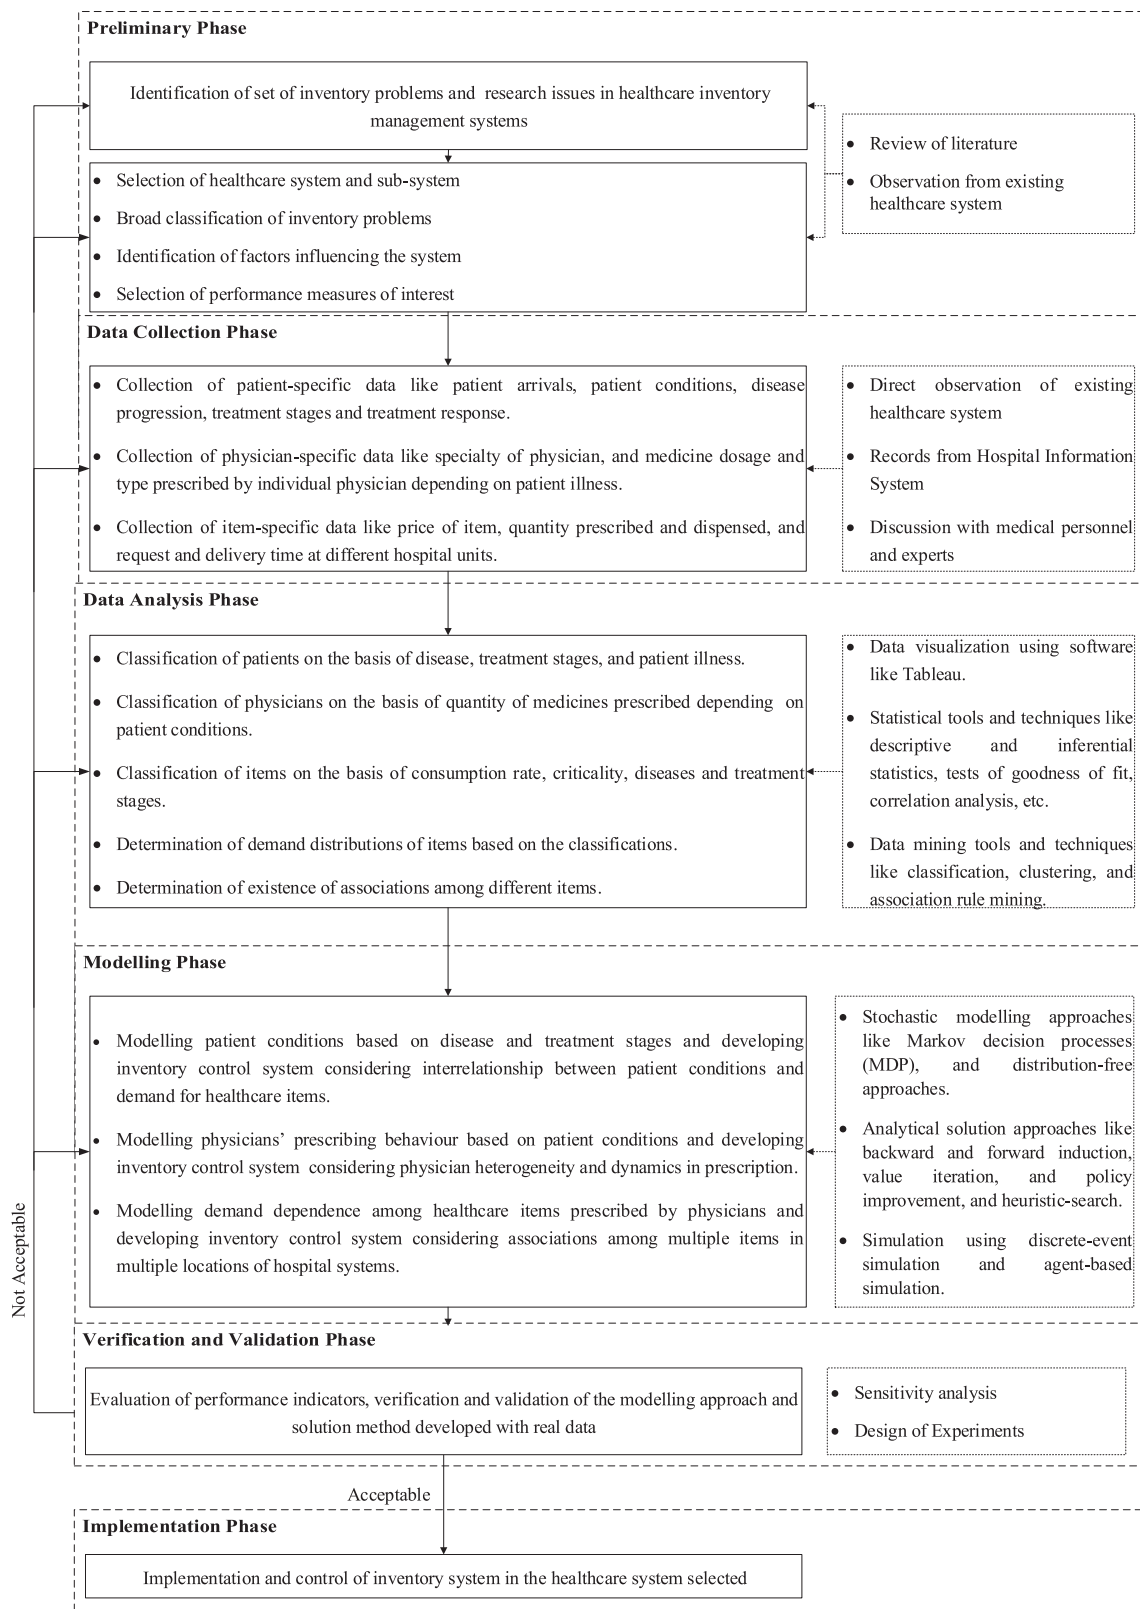 Preliminary Phase
Identification of set of inventory problems and research issues in healthcare inventory
management systems
• Review of literature
• Observation from existing
healthcare system
• Selection of healthcare system and sub-system
• Broad classification of inventory problems
• Identification of factors influencing the system
• Selection of performance measures of interest
Data Collection Phase
• Collection of patient-specific data like patient arrivals, patient conditions, disease
progression, treatment stages and treatment response.
• Collection of physician-specific data like specialty of physician, and medicine dosage and
type prescribed by individual physician depending on patient illness.
• Collection of item-specific data like price of item, quantity prescribed and dispensed, and
request and delivery time at different hospital units.
• Direct observation of existing
healthcare system
• Records from Hospital Information
System
• Discussion with medical personnel
and experts
Data Analysis Phase
• Classification of patients on the basis of disease, treatment stages, and patient illness.
• Classification of physicians on the basis of quantity of medicines prescribed depending on
patient conditions.
• Classification of items on the basis of consumption rate, criticality, diseases and treatment
stages.
• Determination of demand distributions of items based on the classifications.
• Determination of existence of associations among different items.
• Data visualization using software
like Tableau.
• Statistical tools and techniques like
descriptive and inferential
statistics, tests of goodness of fit,
correlation analysis, etc.
• Data mining tools and techniques
like classification, clustering, and
association rule mining.
Modelling Phase
• Modelling patient conditions based on disease and treatment stages and developing
inventory control system considering interrelationship between patient conditions and
demand for healthcare items.
• Modelling physicians’ prescribing behaviour based on patient conditions and developing
inventory control system considering physician heterogeneity and dynamics in prescription.
• Modelling demand dependence among healthcare items prescribed by physicians and
developing inventory control system considering associations among multiple items in
multiple locations of hospital systems.
• Stochastic modelling approaches
like Markov decision processes
(MDP), and distribution-free
approaches.
• Analytical solution approaches like
backward and forward induction,
value iteration, and policy
improvement, and heuristic-search.
• Simulation using discrete-event
simulation and agent-based
simulation.
Not Acceptable
Verification and Validation Phase
Evaluation of performance indicators, verification and validation of the modelling approach and
solution method developed with real data
• Sensitivity analysis
• Design of Experiments
Acceptable
Implementation Phase
Implementation and control of inventory system in the healthcare system selected